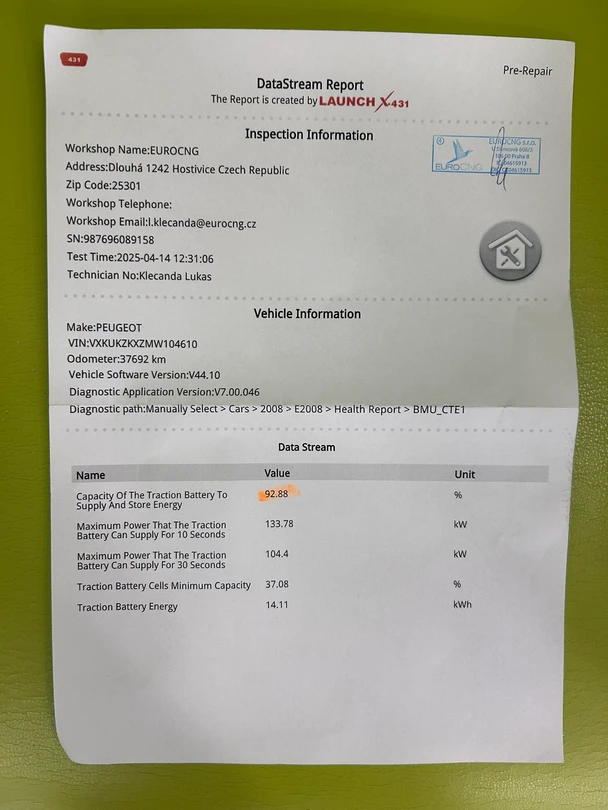 431
Pre-Repair
DataStream Report
The Report is created by LAUNCH X-431
Inspection Information
Workshop Name:EUROCNG
Address:Dlouhá 1242 Hostivice Czech Republic
Zip Code:25301
Workshop Telephone:
Workshop Email:l.klecanda@eurocng.cz
SN:987696089158
Test Time:2025-04-14 12:31:06
Technician No:Klecanda Lukas
4
EUROCNG
EUROCNG s.r.o.
Praha 8
Vehicle Information
Make:PEUGEOT
VIN:VXKUKZKXZMW104610
Odometer:37692 km
Vehicle Software Version:V44.10
Diagnostic Application Version:V7.00.046
Diagnostic path:Manually Select > Cars > 2008 > E2008 > Health Report > BMU_CTE1
Data Stream
Name Value Unit
Capacity Of The Traction Battery To 92.88 %
Supply And Store Energy
Maximum Power That The Traction 133.78 kW
Battery Can Supply For 10 Seconds
Maximum Power That The Traction 104.4 kW
Battery Can Supply For 30 Seconds
Traction Battery Cells Minimum Capacity 37.08 %
Traction Battery Energy 14.11 kWh